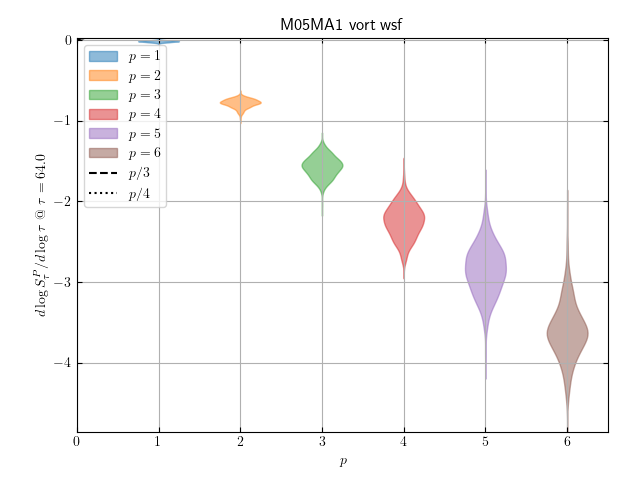 M05MA1 vort wsf
p = 1
p = 2
p = 3
p = 4
p = 5
p = 6
p/3
p/4
0
−1
−2
−3
−4
d log S_τ^P / d log τ @ τ = 64.0
0 1 2 3 4 5 6
p